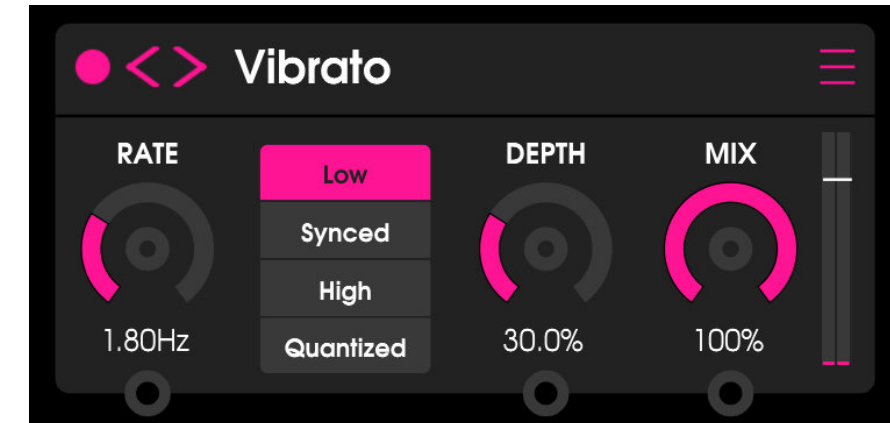 Vibrato
RATE
DEPTH
MIX
Low
Synced
High
Quantized
1.80Hz
30.0%
100%